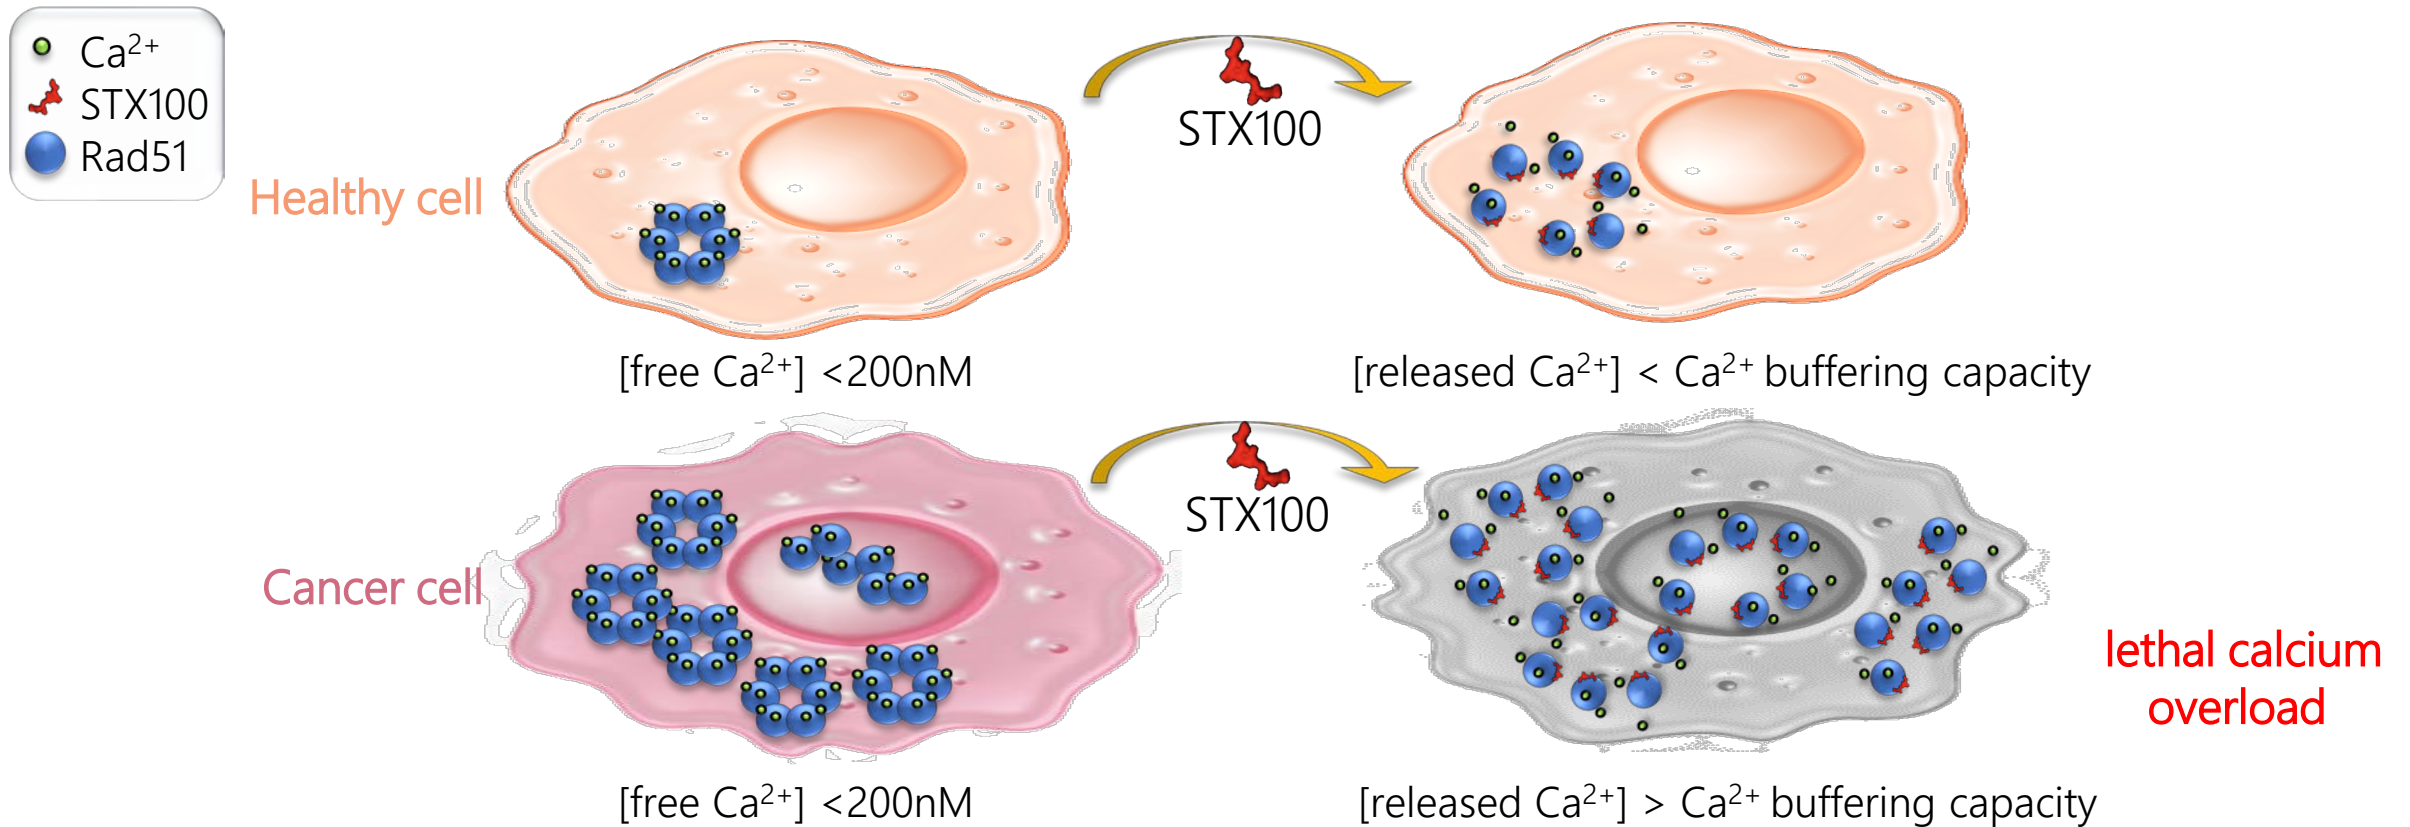 Ca²⁺
STX100
Rad51
Healthy cell
STX100
[free Ca²⁺] <200nM
[released Ca²⁺] < Ca²⁺ buffering capacity
Cancer cell
STX100
lethal calcium
overload
[free Ca²⁺] <200nM
[released Ca²⁺] > Ca²⁺ buffering capacity